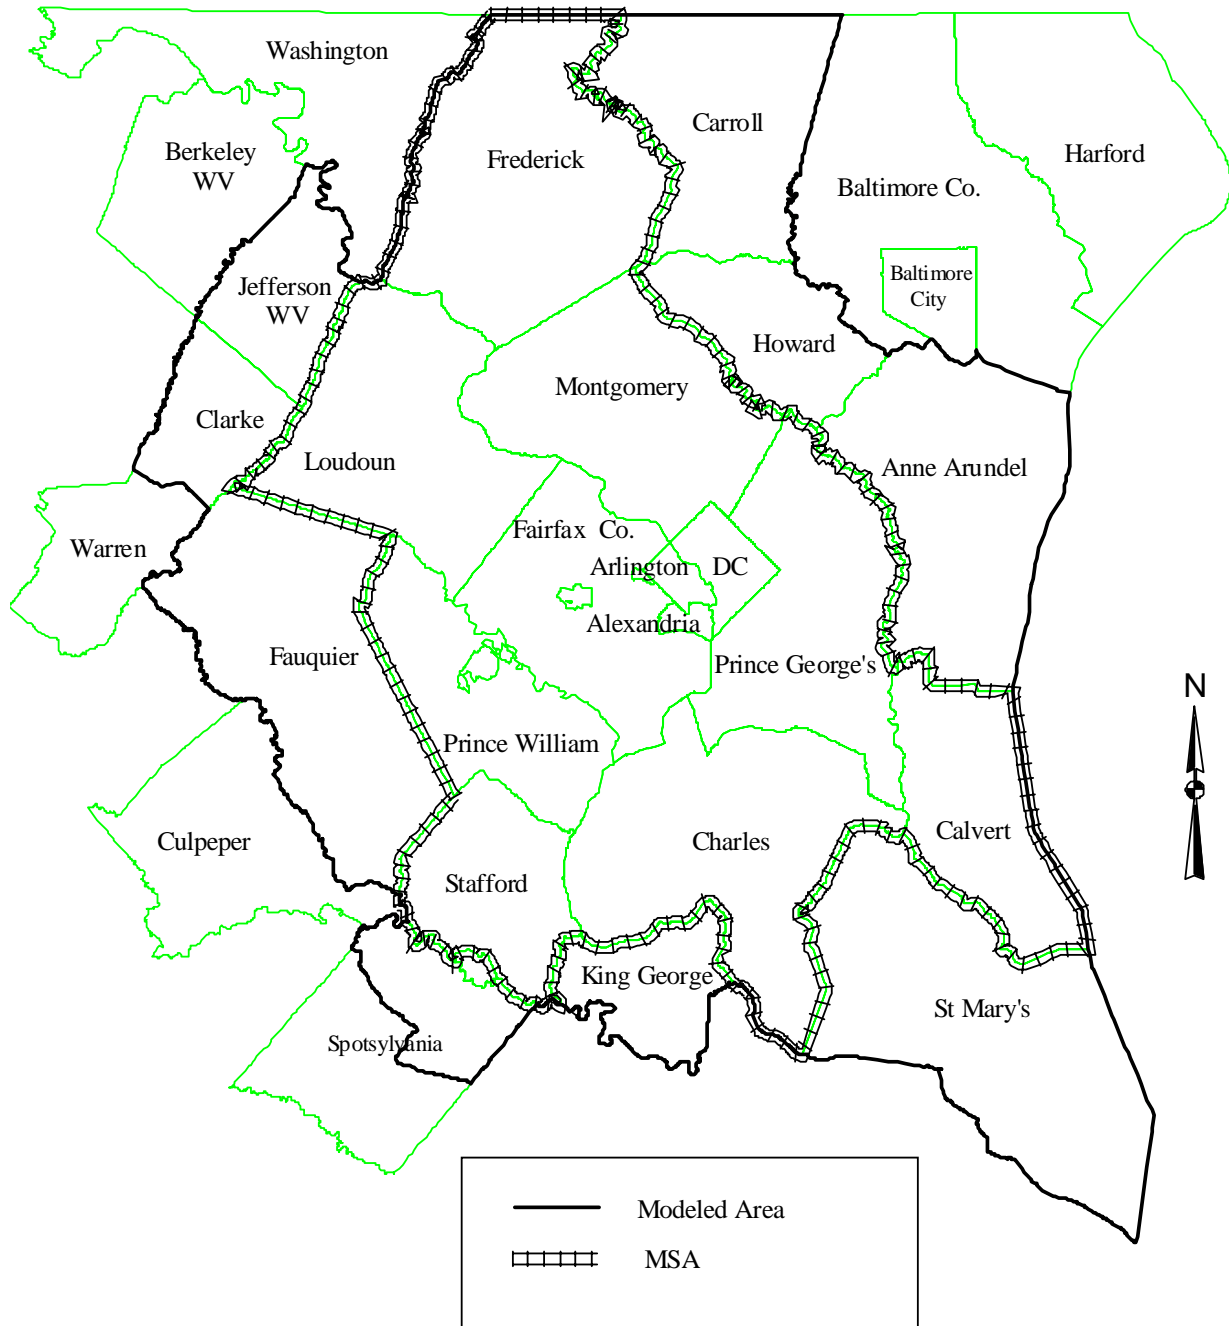 Washington
Carroll
Berkeley
WV
Frederick
Harford
Baltimore Co.
Baltimore
City
Jefferson
WV
Howard
Montgomery
Clarke
Loudoun
Anne Arundel
Fairfax Co.
Warren
Arlington
DC
Alexandria
Fauquier
Prince George's
N
Prince William
Culpeper
Charles
Calvert
Stafford
King George
St Mary's
Spotsylvania
Modeled Area
MSA